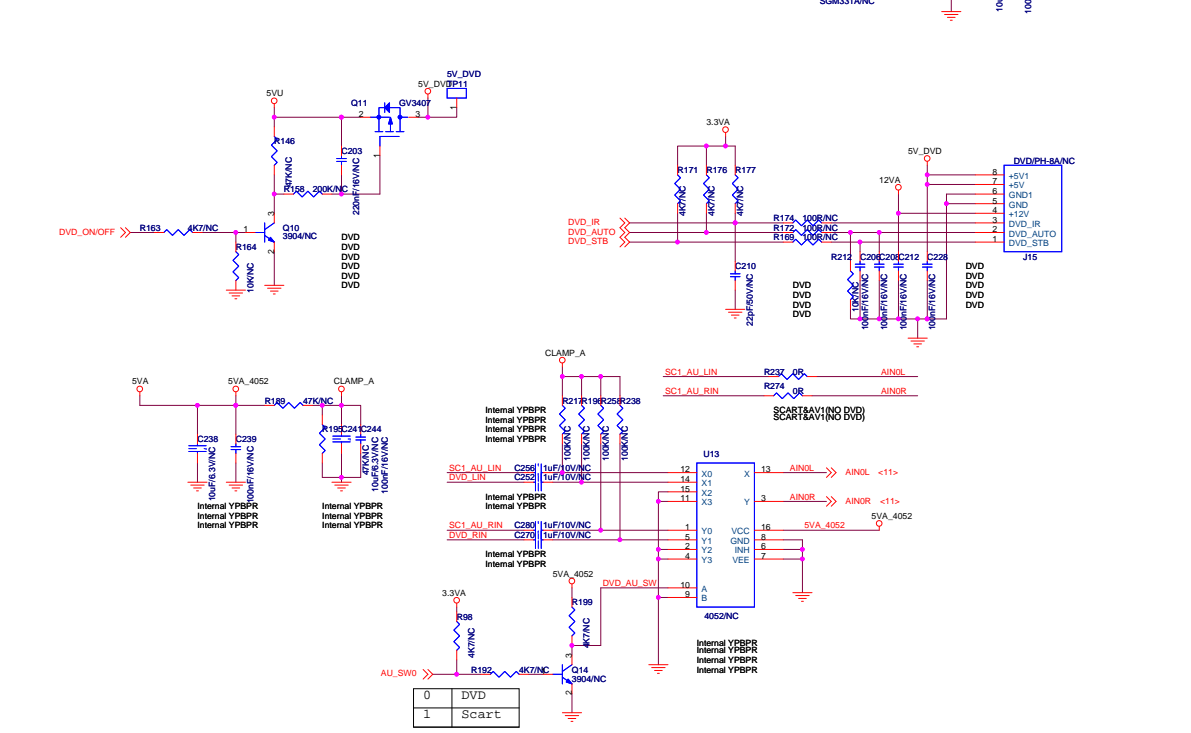 SGM331A/NC
5V_DVD
5V_DVD
TP11
5VU
Q11
GV3407
2
3
1
1
R146
47K/NC
C203
220nF/16V/NC
R158
200K/NC
3
DVD_ON/OFF
R163
4K7/NC
1
Q10
3904/NC
2
R164
10K/NC
DVD
DVD
DVD
DVD
DVD
DVD
3.3VA
R171
R176
R177
4K7/NC
4K7/NC
4K7/NC
DVD_IR
DVD_AUTO
DVD_STB
R174
100R/NC
R172
100R/NC
R169
100R/NC
C210
22pF/50V/NC
DVD
DVD
DVD
DVD
5V_DVD
12VA
DVD/PH-8A/NC
8
+5V1
7
+5V
6
GND1
5
GND
4
+12V
3
DVD_IR
2
DVD_AUTO
1
DVD_STB
J15
R212
10K/NC
C206
100nF/16V/NC
C208
100nF/16V/NC
C212
100nF/16V/NC
C228
100nF/16V/NC
DVD
DVD
DVD
DVD
DVD
5VA
5VA_4052
CLAMP_A
R189
47K/NC
C238
10uF/6.3V/NC
C239
100nF/16V/NC
R195
47K/NC
C241
10uF/6.3V/NC
C244
100nF/16V/NC
Internal YPBPR
Internal YPBPR
Internal YPBPR
Internal YPBPR
Internal YPBPR
Internal YPBPR
CLAMP_A
Internal YPBPR
Internal YPBPR
Internal YPBPR
Internal YPBPR
R217
R196
R258
R238
100K/NC
100K/NC
100K/NC
100K/NC
SC1_AU_LIN
R237
0R
AIN0L
SC1_AU_RIN
R274
0R
AIN0R
SCART&AV1(NO DVD)
SCART&AV1(NO DVD)
SC1_AU_LIN
C256
1uF/10V/NC
DVD_LIN
C252
1uF/10V/NC
Internal YPBPR
Internal YPBPR
SC1_AU_RIN
C280
1uF/10V/NC
DVD_RIN
C270
1uF/10V/NC
Internal YPBPR
Internal YPBPR
U13
12
X0
14
X1
15
X2
11
X3
1
Y0
5
Y1
2
Y2
4
Y3
10
A
9
B
X
13
AIN0L
AIN0L <11>
Y
3
AIN0R
AIN0R <11>
VCC
16
5VA_4052
5VA_4052
GND
8
INH
6
VEE
7
4052/NC
Internal YPBPR
Internal YPBPR
Internal YPBPR
Internal YPBPR
5VA_4052
DVD_AU_SW
R199
4K7/NC
3.3VA
R98
4K7/NC
AU_SW0
R192
4K7/NC
3
1
Q14
3904/NC
2
0 DVD
1 Scart